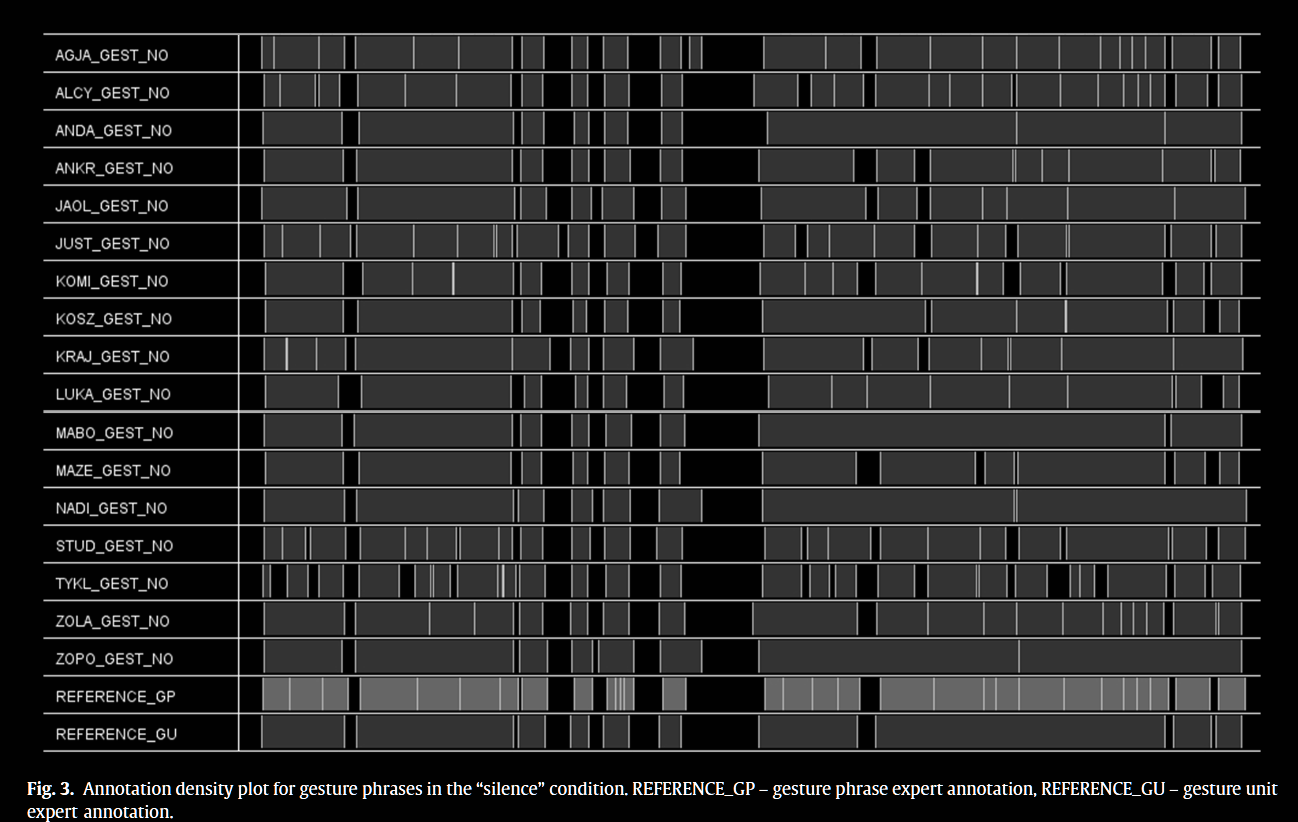 AGJA_GEST_NO
ALCY_GEST_NO
ANDA_GEST_NO
ANKR_GEST_NO
JAOL_GEST_NO
JUST_GEST_NO
KOMI_GEST_NO
KOSZ_GEST_NO
KRAJ_GEST_NO
LUKA_GEST_NO
MABO_GEST_NO
MAZE_GEST_NO
NADI_GEST_NO
STUD_GEST_NO
TYKL_GEST_NO
ZOLA_GEST_NO
ZOPO_GEST_NO
REFERENCE_GP
REFERENCE_GU
Fig. 3. Annotation density plot for gesture phrases in the “silence” condition. REFERENCE_GP – gesture phrase expert annotation, REFERENCE_GU – gesture unit
expert annotation.